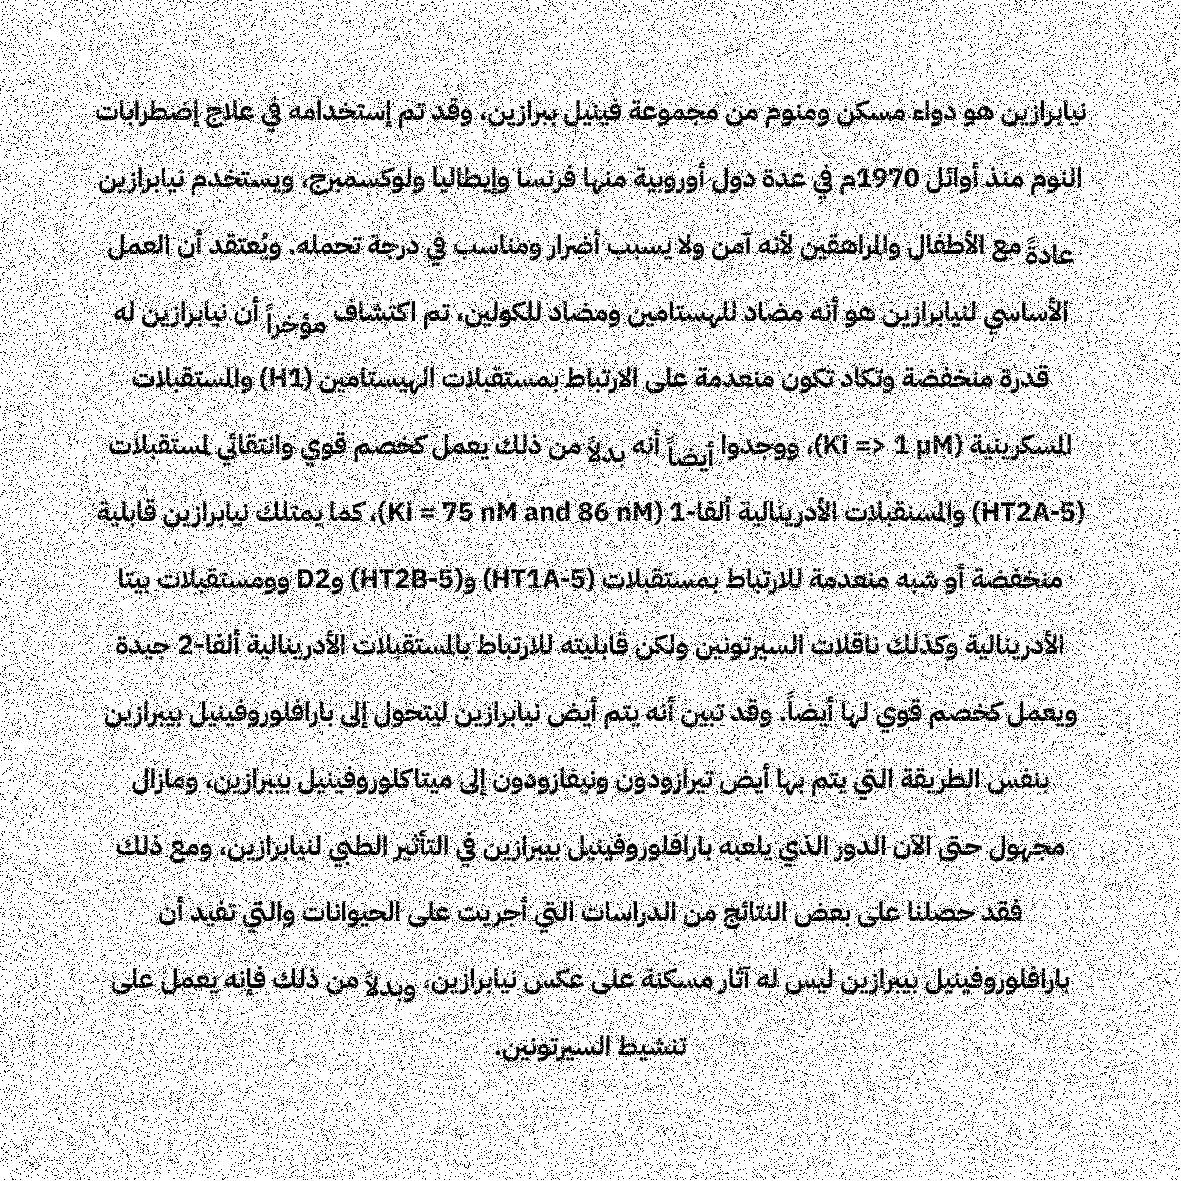 نيابرازين هو دواء مسكن ومنوم من مجموعة فينيل ببرازين، وقد تم إستخدامه في علاج إضطرابات
النوم منذ أوائل 1970م في عدة دول أوروبية منها فرنسا وإيطاليا ولوكسمبرج، ويستخدم نيابرازين
عادةً مع الأطفال والمراهقين لأنه آمن ولا يسبب أضرار ومناسب في درجة تحمله. ويُعتقد أن العمل
الأساسي لنيابرازين هو أنه مضاد للهستامين ومضاد للكولين، تم اكتشاف مؤخراً أن نيابرازين له
قدرة منخفضة وتكاد تكون منعدمة على الارتباط بمستقبلات الهيستامين (H1) والمستقبلات
المسكرينية (Ki => 1 μM)، ووجدوا أيضاً أنه بدلاً من ذلك يعمل كخصم قوي وانتقائي لمستقبلات
(5-HT2A) والمستقبلات الأدرينالية ألفا-1 (Ki = 75 nM and 86 nM)، كما يمتلك نيابرازين قابلية
منخفضة أو شبه منعدمة للارتباط بمستقبلات (5-HT1A) و(5-HT2B) وD2 وومستقبلات بيتا
الأدرينالية وكذلك ناقلات السيرتونين ولكن قابليته للارتباط بالمستقبلات الأدرينالية ألفا-2 جيدة
ويعمل كخصم قوي لها أيضاً. وقد تبين أنه يتم أيض نيابرازين ليتحول إلى بارافلوروفينيل بيبرازين
بنفس الطريقة التي يتم بها أيض تيرازودون ونيفازودون إلى ميتاكلوروفينيل بيبرازين، ومازال
مجهول حتى الآن الدور الذي يلعبه بارافلوروفينيل بيبرازين في التأثير الطبي لنيابرازين، ومع ذلك
فقد حصلنا على بعض النتائج من الدراسات التي أجريت على الحيوانات والتي تفيد أن
بارافلوروفينيل بيبرازين ليس له آثار مسكنة على عكس نيابرازين، وبدلاً من ذلك فإنه يعمل على
تنشيط السيرتونين.